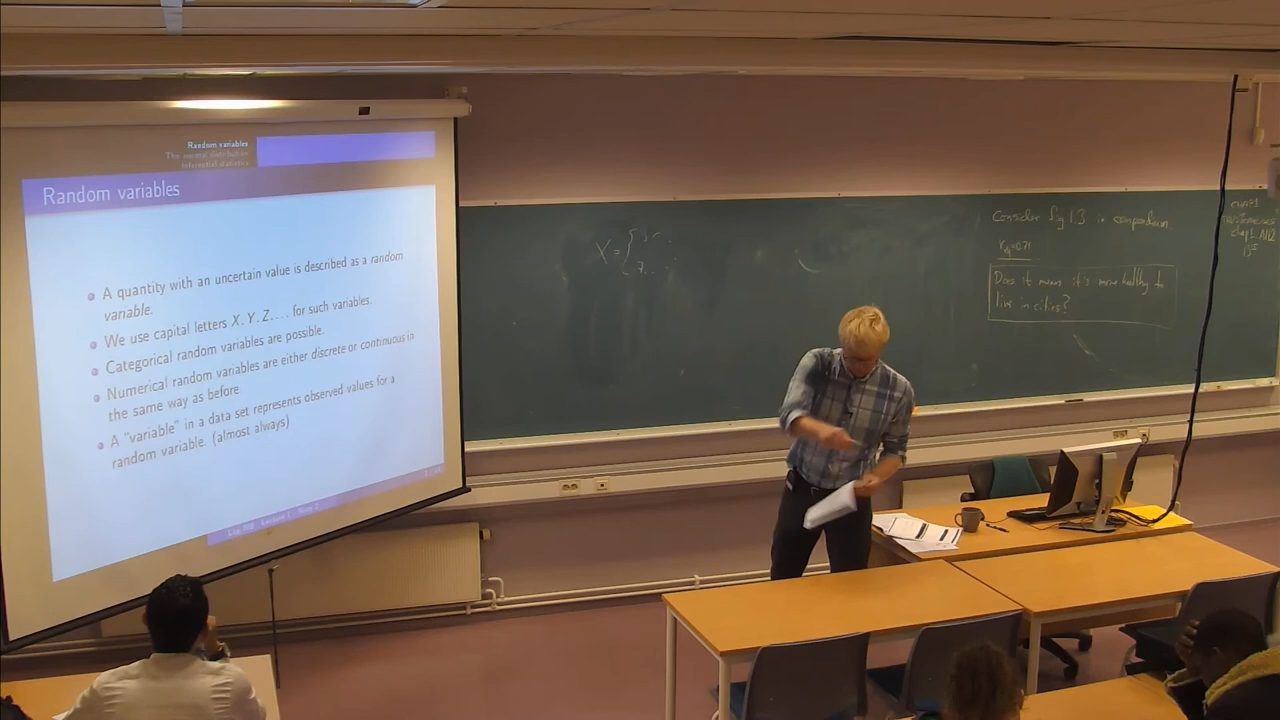 Random variables
The normal distribution
Inferential statistics
Random variables
A quantity with an uncertain value is described as a random
variable.
We use capital letters X, Y, Z, ... for such variables.
Categorical random variables are possible.
Numerical random variables are either discrete or continuous in
the same way as before.
A "variable" in a data set represents observed values for a
random variable. (almost always)
X = {
Consider fig 1.3 in compendium.
Does it mean it's more healthy to
live in cities?
chap 1